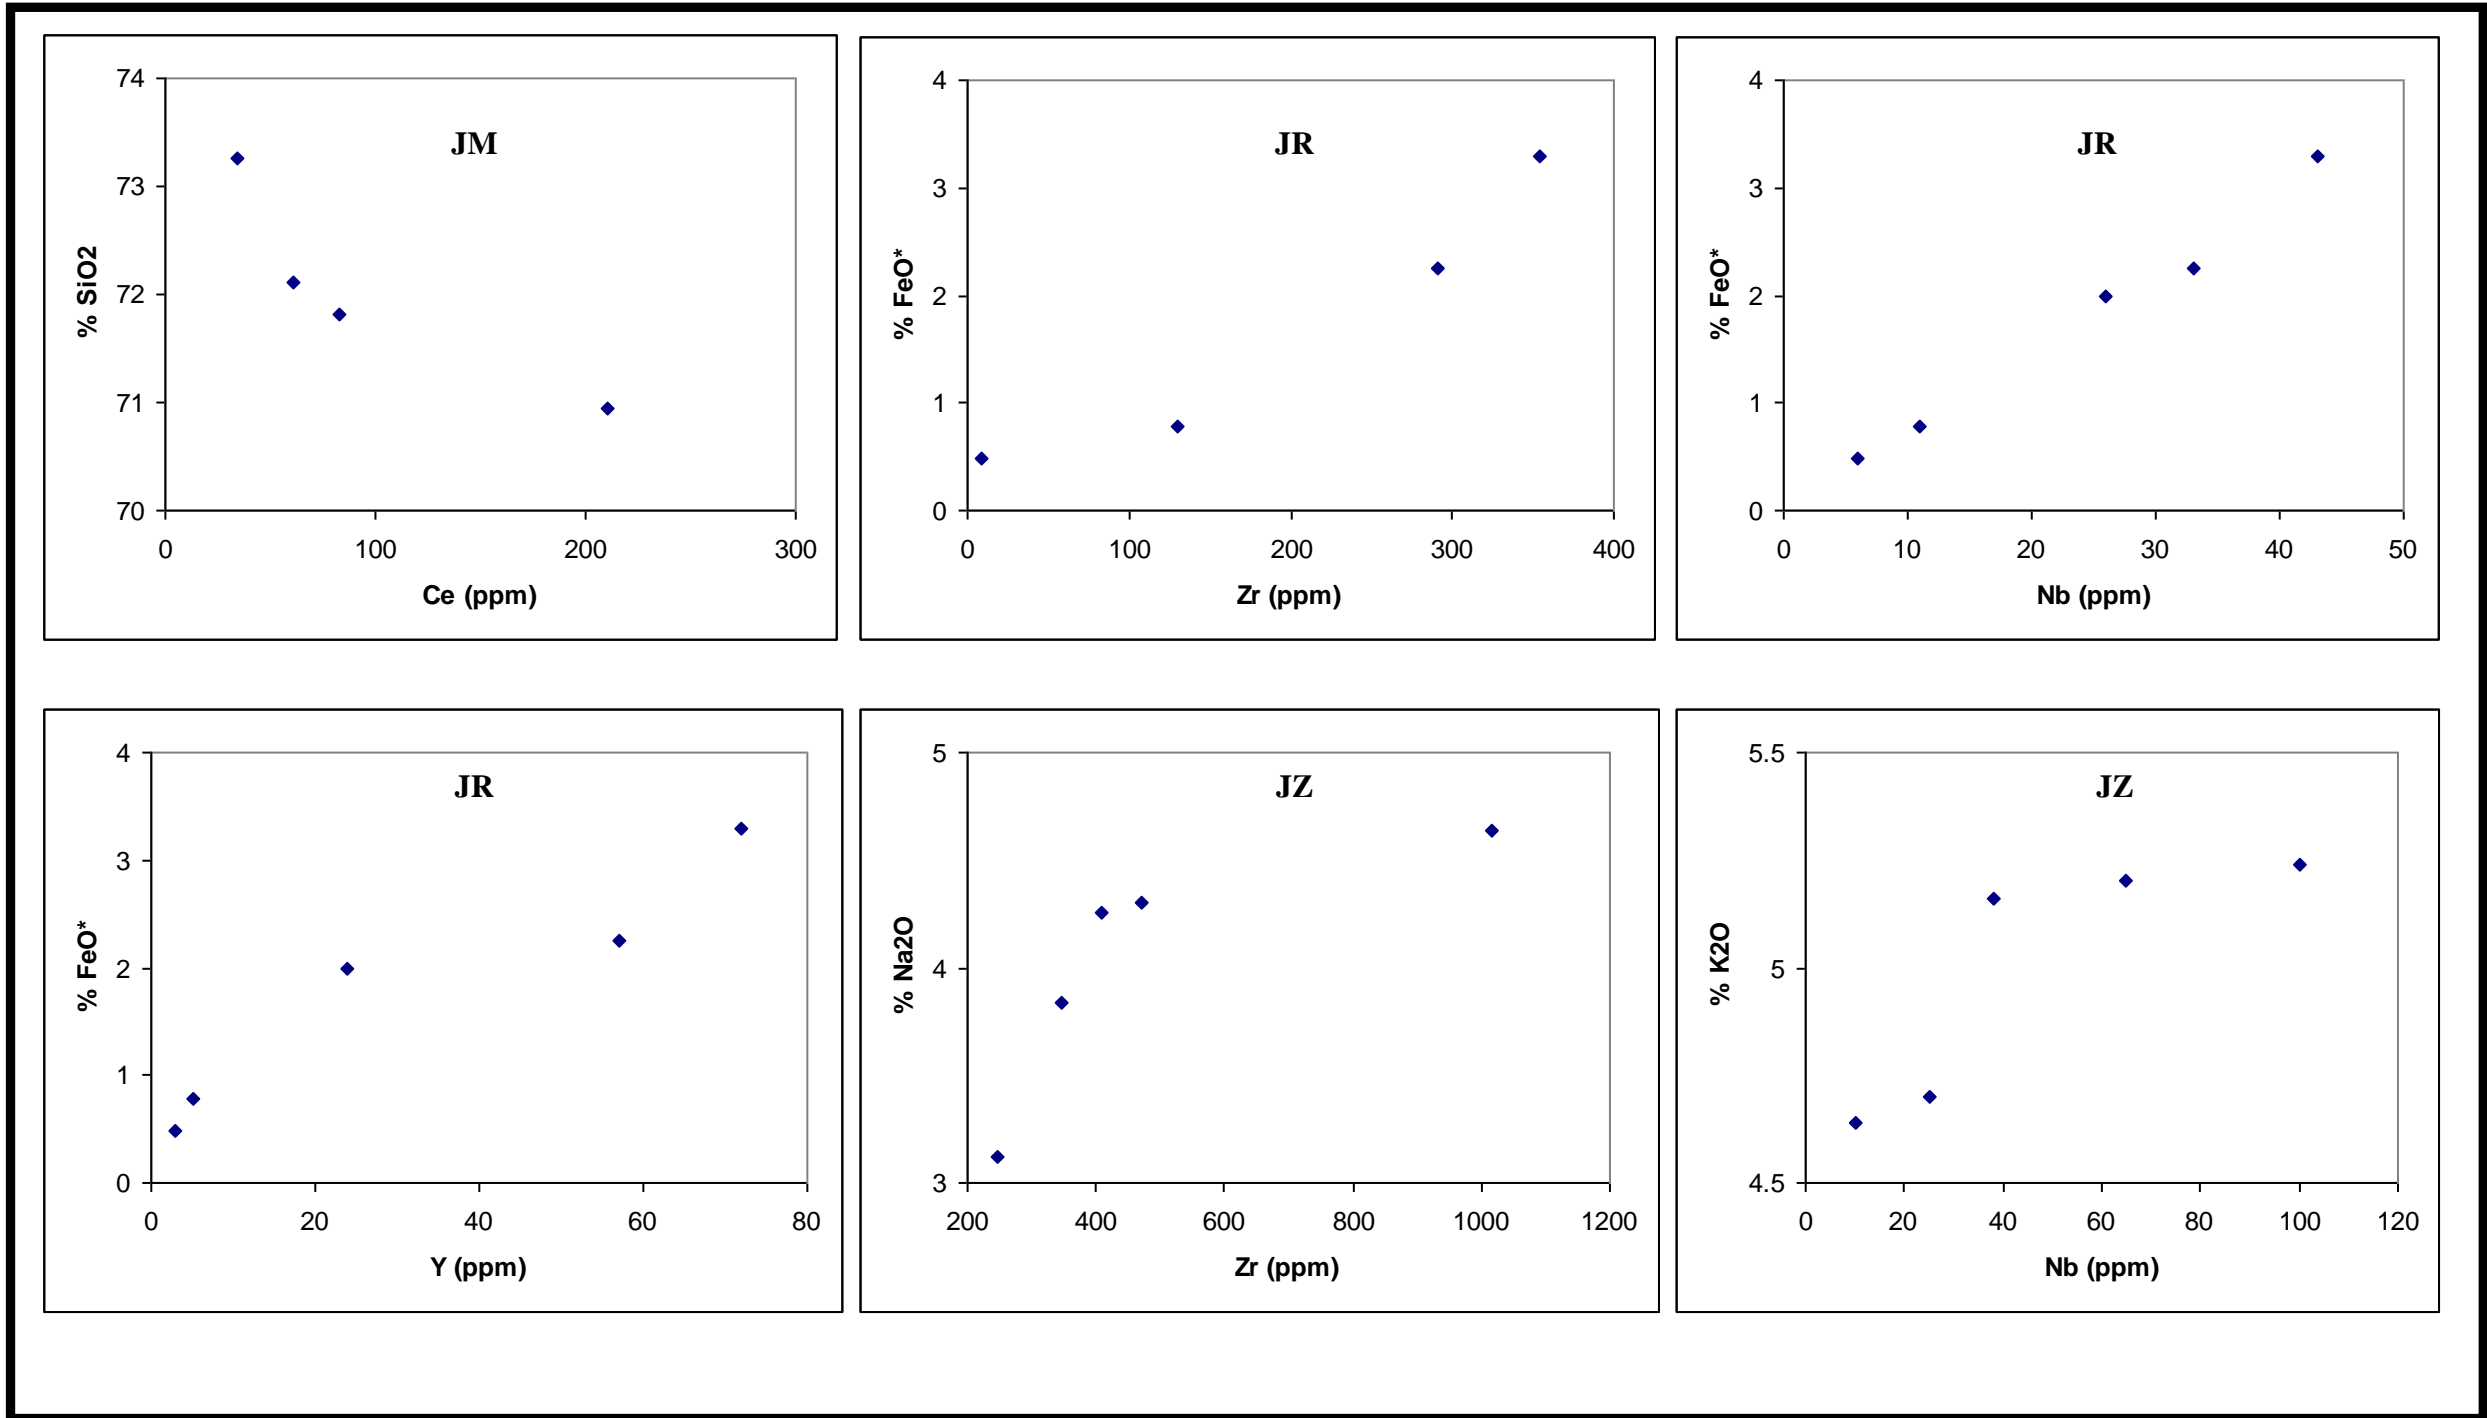 74
73
72
71
70
0 100 200 300
% SiO2
Ce (ppm)
JM
4
3
2
1
0
0 100 200 300 400
% FeO*
Zr (ppm)
JR
4
3
2
1
0
0 10 20 30 40 50
% FeO*
Nb (ppm)
JR
4
3
2
1
0
0 20 40 60 80
% FeO*
Y (ppm)
JR
5
4
3
200 400 600 800 1000 1200
% Na2O
Zr (ppm)
JZ
5.5
5
4.5
0 20 40 60 80 100 120
% K2O
Nb (ppm)
JZ